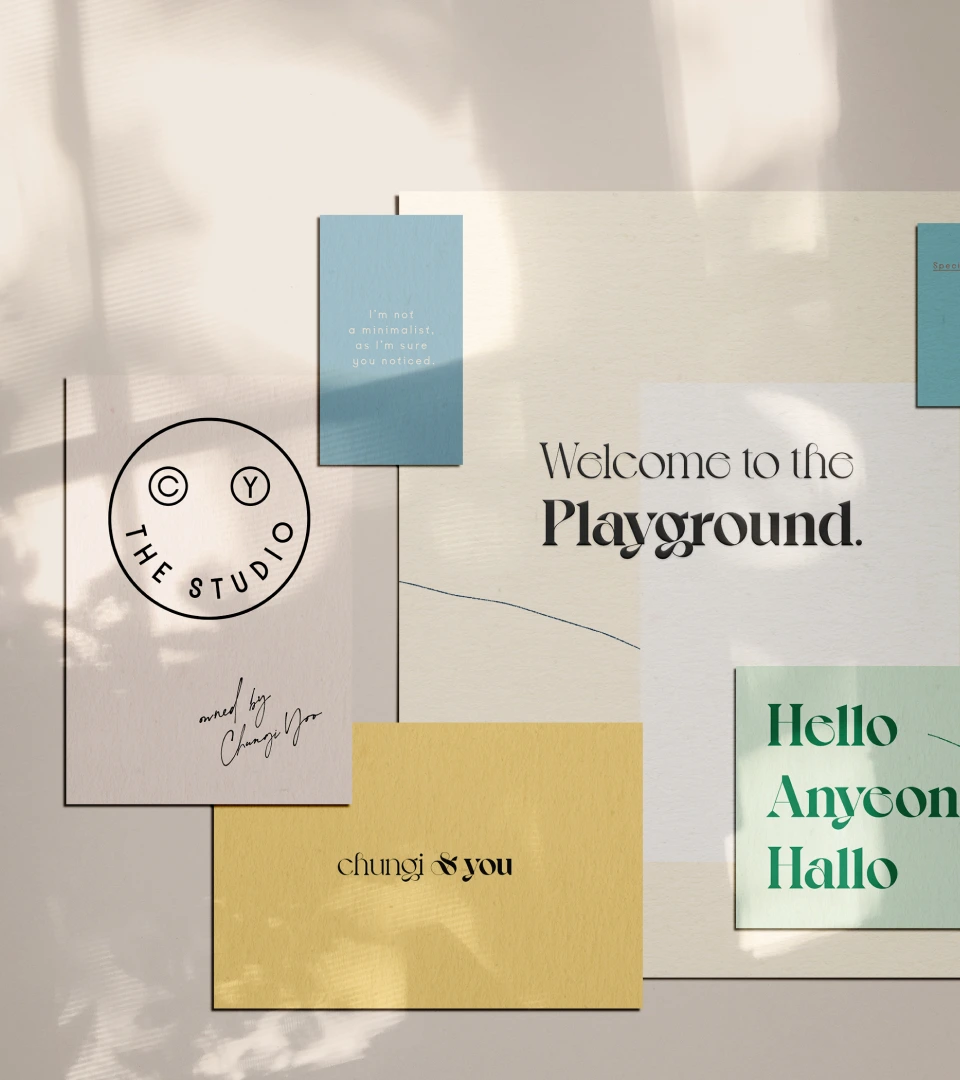 I'm not
a minimalist,
as I'm sure
you noticed.
Welcome to the
Playground.
C Y
THE STUDIO
owned by
Chungi Yoo
Hello
Anyeon
Hallo
chungi & you